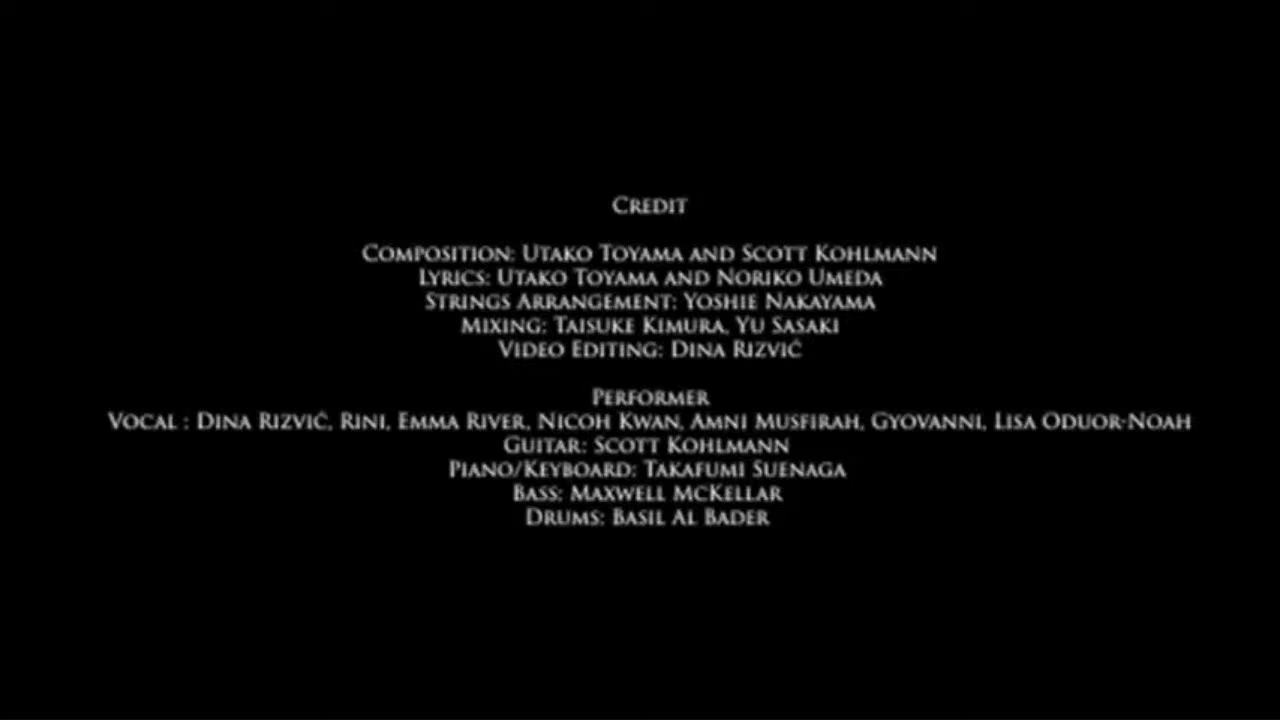 Credit
Composition: Utako Toyama and Scott Kohlmann
Lyrics: Utako Toyama and Noriko Umeda
Strings Arrangement: Yoshie Nakayama
Mixing: Taisuke Kimura, Yu Sasaki
Video Editing: Dina Rizvić
Performer
Vocal : Dina Rizvić, Rini, Emma River, Nicoh Kwan, Amni Musfirah, Gyovanni, Lisa Oduor-Noah
Guitar: Scott Kohlmann
Piano/Keyboard: Takafumi Suenaga
Bass: Maxwell McKellar
Drums: Basil Al Bader